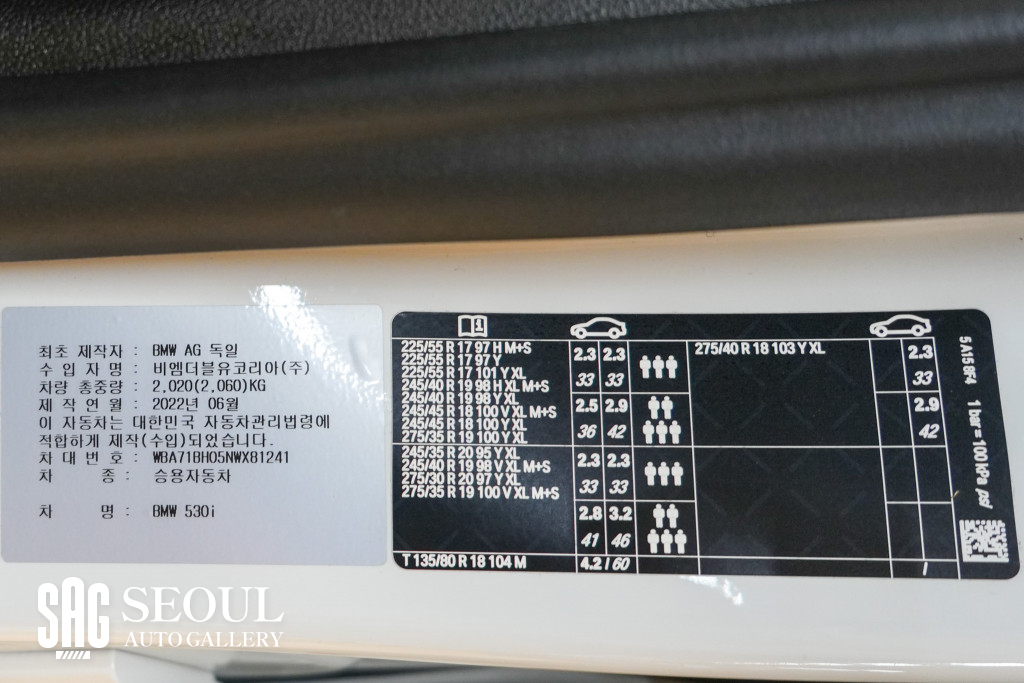 최초 제작자 : BMW AG 독일
수 입 자 명 : 비엠더블유코리아(주)
차량 총중량 : 2,020(2,060)KG
제 작 연 월 : 2022년 06월
이 자동차는 대한민국 자동차관리법령에
적합하게 제작(수입)되었습니다.
차 대 번 호 : WBA71BH05NWX81241
차 종 : 승용자동차
차 명 : BMW 530i
225/55 R 17 97 H M+S
225/55 R 17 97 Y
225/55 R 17 101 Y XL
245/40 R 19 98 H XL M+S
245/40 R 19 98 Y XL
245/45 R 18 100 V XL M+S
245/45 R 18 100 Y XL
275/35 R 19 100 Y XL
2.3 2.3
33 33
2.5 2.9
36 42
275/40 R 18 103 Y XL
2.3
33
2.9
42
245/35 R 20 95 Y XL
245/40 R 19 98 V XL M+S
275/30 R 20 97 Y XL
275/35 R 19 100 V XL M+S
2.3 2.3
33 33
2.8 3.2
41 46
T 135/80 R 18 104 M
4.2 / 60
/
5A158F4 1 bar = 100 kPa psi
SAG SEOUL
AUTO GALLERY